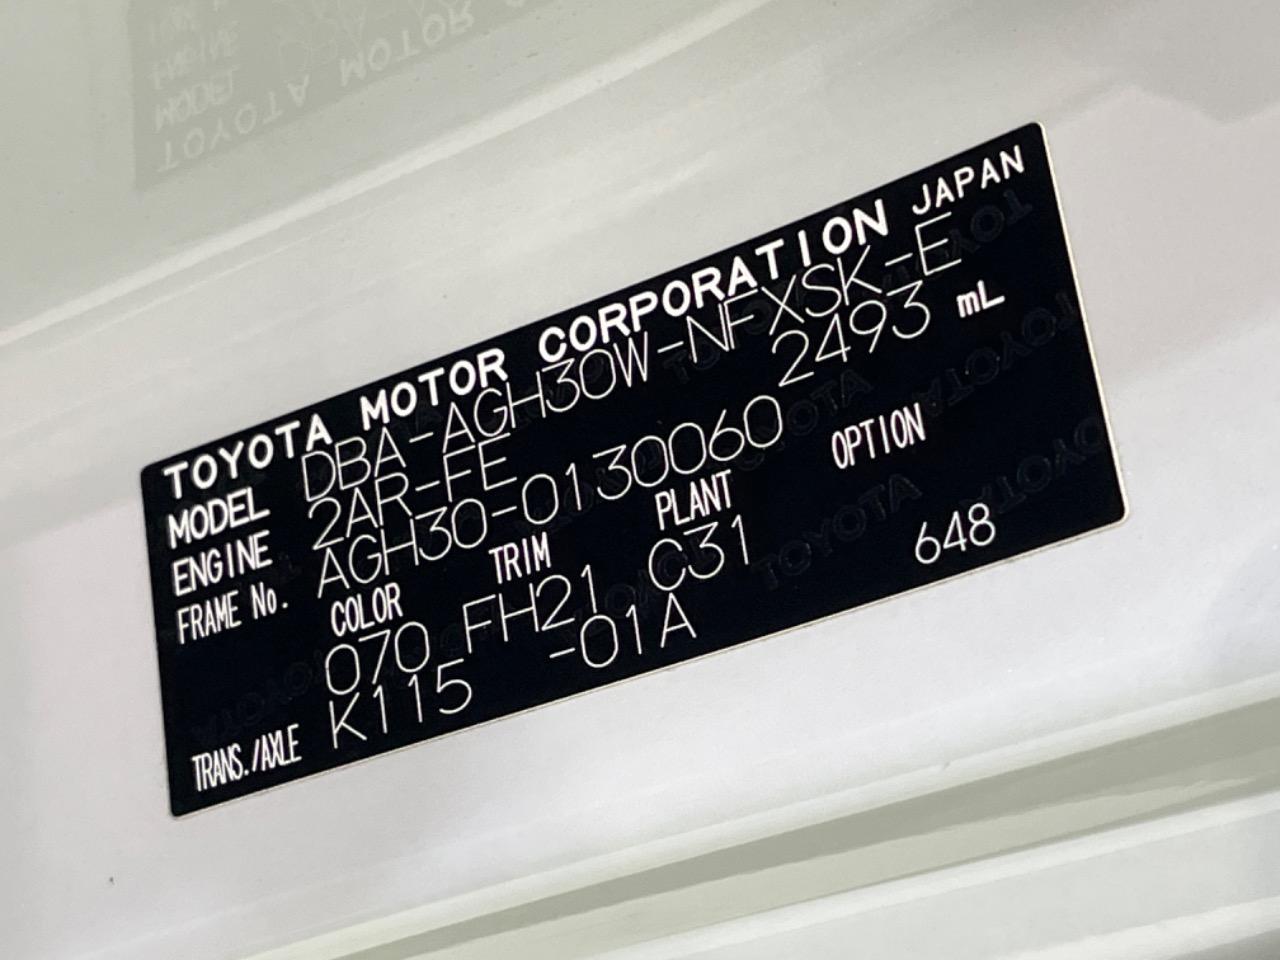 TOYOTA MOTOR CORPORATION JAPAN
MODEL DBA-AGH30W-NFXSK-E
ENGINE 2AR-FE 2493 mL
FRAME No. AGH30-0130060
COLOR TRIM PLANT OPTION
070 FH21 C31 648
TRANS./AXLE K115 -01A